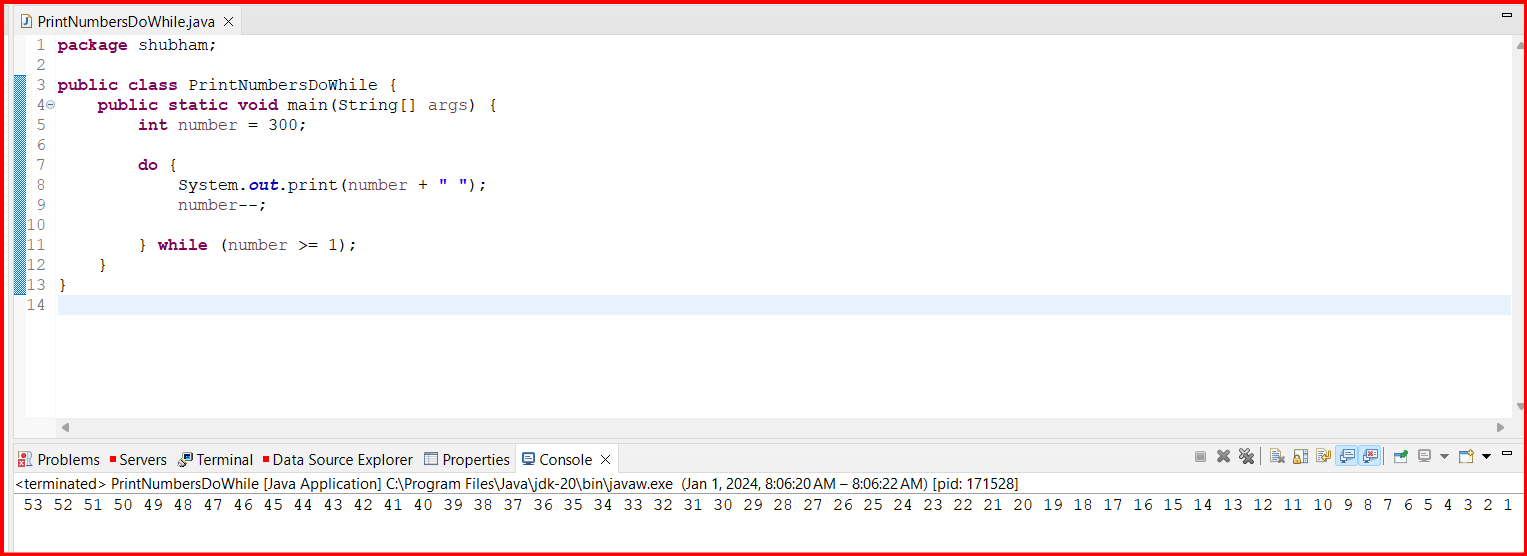 PrintNumbersDoWhile.java
1 package shubham;
2
3 public class PrintNumbersDoWhile {
4     public static void main(String[] args) {
5         int number = 300;
6
7         do {
8             System.out.print(number + " ");
9             number--;
10
11         } while (number >= 1);
12     }
13 }
14
Problems Servers Terminal Data Source Explorer Properties Console
<terminated> PrintNumbersDoWhile [Java Application] C:\Program Files\Java\jdk-20\bin\javaw.exe (Jan 1, 2024, 8:06:20 AM – 8:06:22 AM) [pid: 171528]
53 52 51 50 49 48 47 46 45 44 43 42 41 40 39 38 37 36 35 34 33 32 31 30 29 28 27 26 25 24 23 22 21 20 19 18 17 16 15 14 13 12 11 10 9 8 7 6 5 4 3 2 1